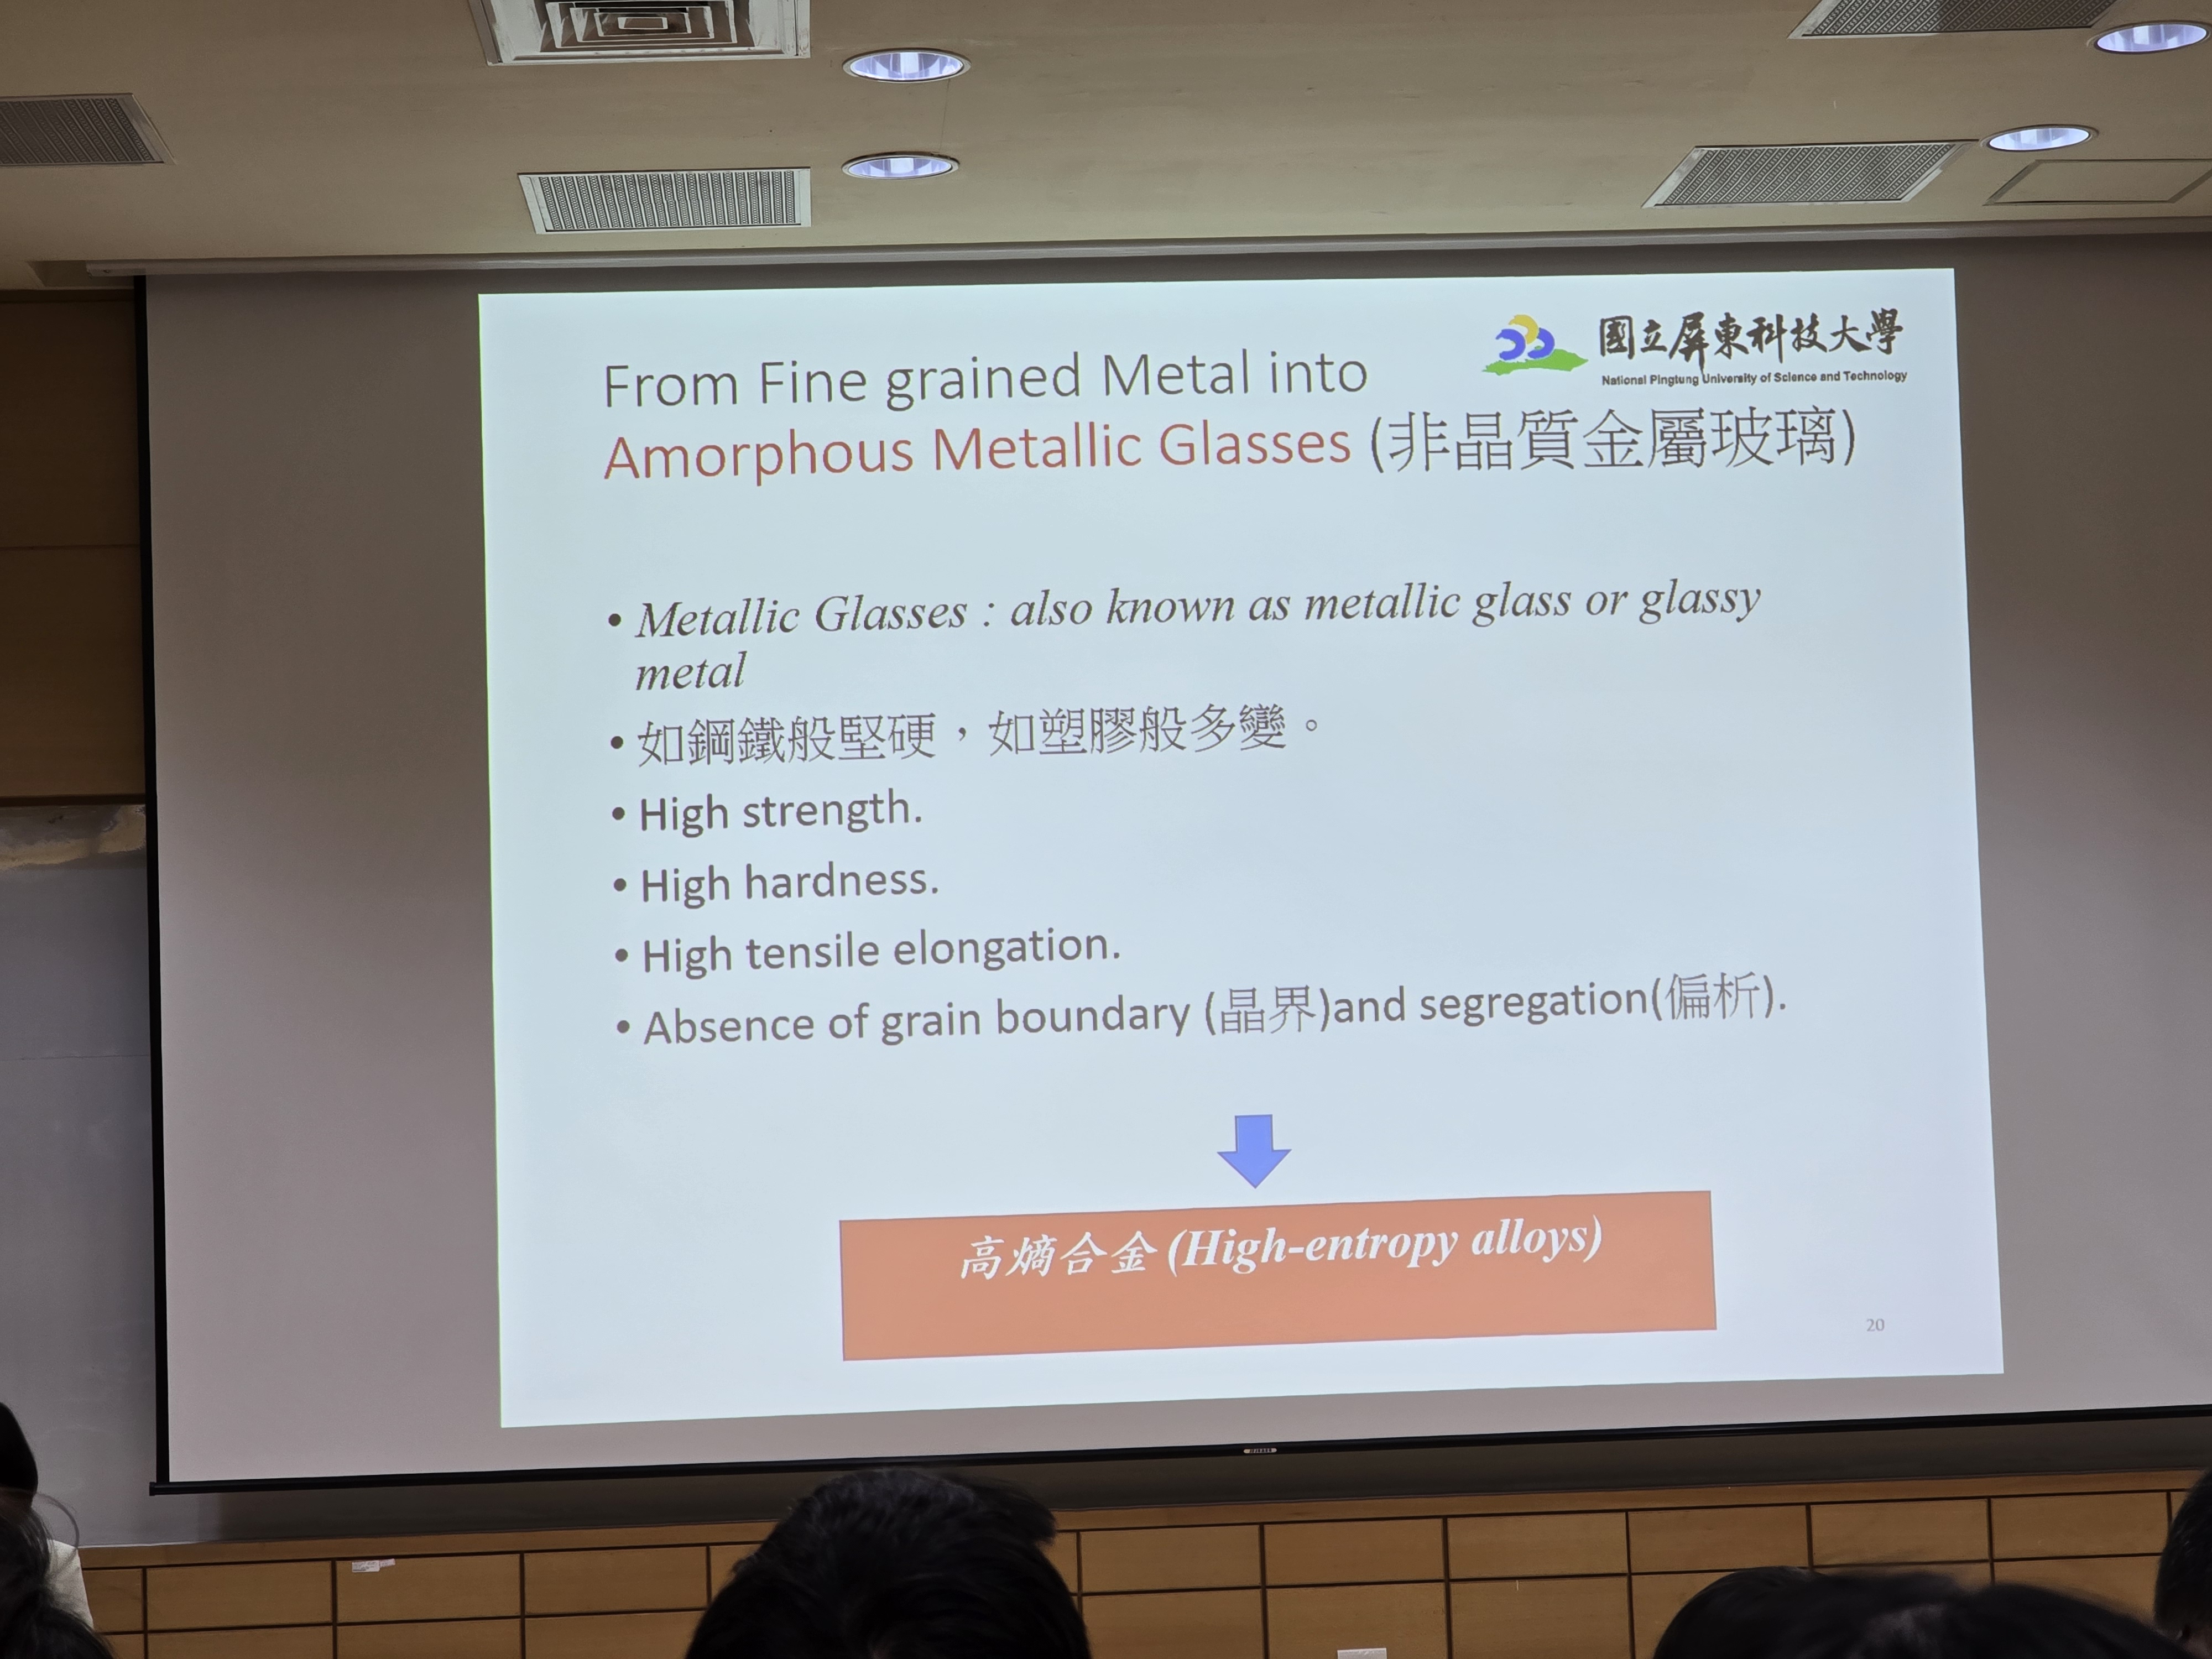 國立屏東科技大學
National Pingtung University of Science and Technology
From Fine grained Metal into
Amorphous Metallic Glasses (非晶質金屬玻璃)
• Metallic Glasses : also known as metallic glass or glassy
metal
• 如鋼鐵般堅硬，如塑膠般多變。
• High strength.
• High hardness.
• High tensile elongation.
• Absence of grain boundary (晶界)and segregation(偏析).
高熵合金 (High-entropy alloys)
20